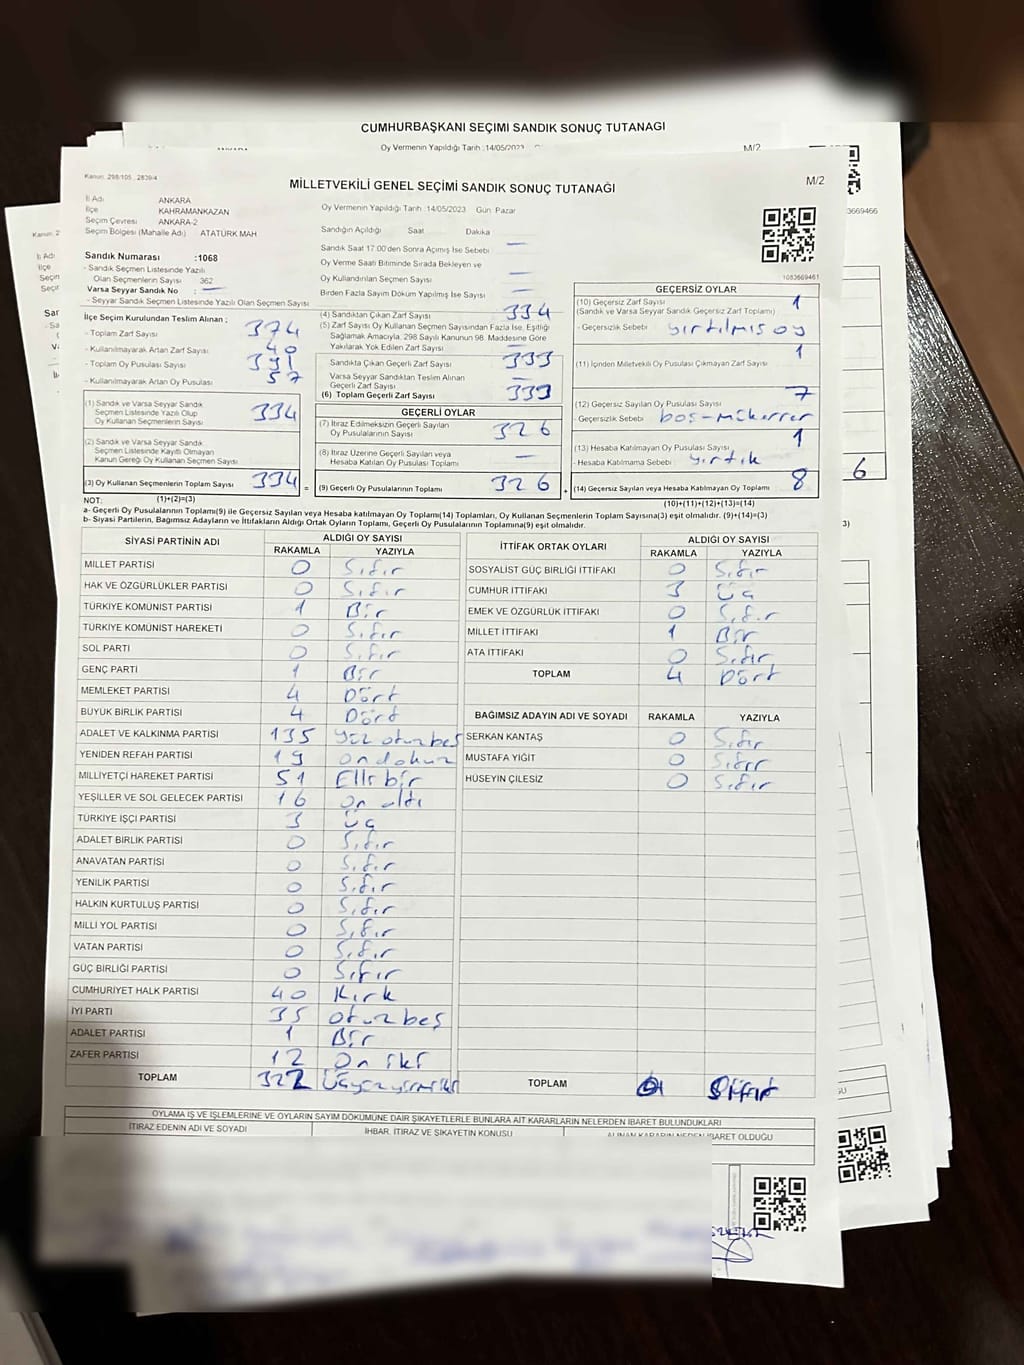 CUMHURBAŞKANI SEÇİMİ SANDIK SONUÇ TUTANAGI
Oy Vermenin Yapıldığı Tarih :14/05/2023
M/2
Kanun: 298/105 , 2839/4
MİLLETVEKİLİ GENEL SEÇİMİ SANDIK SONUÇ TUTANAĞI
M/2
İl Adı ANKARA
İlçe KAHRAMANKAZAN
Seçim Çevresi ANKARA-2
Seçim Bölgesi (Mahalle Adı) ATATÜRK MAH
Oy Vermenin Yapıldığı Tarih :14/05/2023 Gün Pazar
Sandığın Açıldığı Saat Dakika
Sandık Saat 17:00'den Sonra Açımış İse Sebebi —
Oy Verme Saati Bitiminde Sırada Bekleyen ve
Oy Kullandırılan Seçmen Sayısı —
Birden Fazla Sayım Döküm Yapılmış İse Sayısı —
1083669461
3669466
Sandık Numarası :1068
- Sandık Seçmen Listesinde Yazılı
Olan Seçmenlerin Sayısı 362
Varsa Seyyar Sandık No : —
- Seyyar Sandık Seçmen Listesinde Yazılı Olan Seçmen Sayısı
İlçe Seçim Kurulundan Teslim Alınan ;
- Toplam Zarf Sayısı 374
- Kullanılmayarak Artan Zarf Sayısı 40
- Toplam Oy Pusulası Sayısı 391
- Kullanılmayarak Artan Oy Pusulası 57
(1) Sandık ve Varsa Seyyar Sandık
Seçmen Listesinde Yazılı Olup
Oy Kullanan Seçmenlerin Sayısı 334
(2) Sandık ve Varsa Seyyar Sandık
Seçmen Listesinde Kayıtlı Olmayan
Kanun Gereği Oy Kullanan Seçmen Sayısı
(3) Oy Kullanan Seçmenlerin Toplam Sayısı 334 =
(4) Sandıktan Çıkan Zarf Sayısı 334
(5) Zarf Sayısı Oy Kullanan Seçmen Sayısından Fazla İse, Eşitliği
Sağlamak Amacıyla, 298 Sayılı Kanunun 98. Maddesine Göre
Yakılarak Yok Edilen Zarf Sayısı —
Sandıkta Çıkan Geçerli Zarf Sayısı 333
Varsa Seyyar Sandıktan Teslim Alınan
Geçerli Zarf Sayısı —
(6) Toplam Geçerli Zarf Sayısı 333
GEÇERLİ OYLAR
(7) İtiraz Edilmeksizin Geçerli Sayılan
Oy Pusulalarının Sayısı 326
(8) İtiraz Üzerine Geçerli Sayılan veya
Hesaba Katılan Oy Pusulası Toplamı —
(9) Geçerli Oy Pusulalarının Toplamı 326 +
GEÇERSİZ OYLAR
(10) Geçersiz Zarf Sayısı 1
(Sandık ve Varsa Seyyar Sandık Geçersiz Zarf Toplamı)
- Geçersizlik Sebebi yırtılmış oy
(11) İçinden Milletvekili Oy Pusulası Çıkmayan Zarf Sayısı 1
(12) Geçersiz Sayılan Oy Pusulası Sayısı 7
- Geçersizlik Sebebi boş-mükerrer
(13) Hesaba Katılmayan Oy Pusulası Sayısı 1
- Hesaba Katılmama Sebebi yırtık
(14) Geçersiz Sayılan veya Hesaba Katılmayan Oy Toplamı 8
6
NOT: (1)+(2)=(3)
(10)+(11)+(12)+(13)=(14)
a- Geçerli Oy Pusulalarının Toplamı(9) ile Geçersiz Sayılan veya Hesaba katılmayan Oy Toplamı(14) Toplamları, Oy Kullanan Seçmenlerin Toplam Sayısına(3) eşit olmalıdır. (9)+(14)=(3)
b- Siyasi Partilerin, Bağımsız Adayların ve İttifakların Aldığı Ortak Oyların Toplamı, Geçerli Oy Pusulalarının Toplamına(9) eşit olmalıdır.
SİYASİ PARTİNİN ADI
ALDIĞI OY SAYISI
RAKAMLA YAZIYLA
MİLLET PARTİSİ 0 Sıfır
HAK VE ÖZGÜRLÜKLER PARTİSİ 0 Sıfır
TÜRKİYE KOMÜNİST PARTİSİ 1 Bir
TÜRKİYE KOMÜNİST HAREKETİ 0 Sıfır
SOL PARTİ 0 Sıfır
GENÇ PARTİ 1 Bir
MEMLEKET PARTİSİ 4 Dört
BÜYÜK BİRLİK PARTİSİ 4 Dört
ADALET VE KALKINMA PARTİSİ 135 Yüz otuzbeş
YENİDEN REFAH PARTİSİ 19 ondokuz
MİLLİYETÇİ HAREKET PARTİSİ 51 Elli bir
YEŞİLLER VE SOL GELECEK PARTİSİ 16 On altı
TÜRKİYE İŞÇİ PARTİSİ 3 Üç
ADALET BİRLİK PARTİSİ 0 Sıfır
ANAVATAN PARTİSİ 0 Sıfır
YENİLİK PARTİSİ 0 Sıfır
HALKIN KURTULUŞ PARTİSİ 0 Sıfır
MİLLİ YOL PARTİSİ 0 Sıfır
VATAN PARTİSİ 0 Sıfır
GÜÇ BİRLİĞİ PARTİSİ 0 Sıfır
CUMHURİYET HALK PARTİSİ 40 Kırk
İYİ PARTİ 35 otuzbeş
ADALET PARTİSİ 1 Bir
ZAFER PARTİSİ 12 On iki
TOPLAM 322 Üçyüzyirmiiki
İTTİFAK ORTAK OYLARI
ALDIĞI OY SAYISI
RAKAMLA YAZIYLA
SOSYALIST GÜÇ BİRLİĞİ İTTİFAKI 0 Sıfır
CUMHUR İTTİFAKI 3 Üç
EMEK VE ÖZGÜRLÜK İTTİFAKI 0 Sıfır
MİLLET İTTİFAKI 1 Bir
ATA İTTİFAKI 0 Sıfır
TOPLAM 4 Dört
BAĞIMSIZ ADAYIN ADI VE SOYADI RAKAMLA YAZIYLA
SERKAN KANTAŞ 0 Sıfır
MUSTAFA YİĞİT 0 Sıfır
HÜSEYİN ÇİLESİZ 0 Sıfır
TOPLAM Sıfır
OYLAMA İŞ VE İŞLEMLERİNE VE OYLARIN SAYIM DÖKÜMÜNE DAİR ŞİKAYETLERLE BUNLARA AİT KARARLARIN NELERDEN İBARET BULUNDUKLARI
İTİRAZ EDENİN ADI VE SOYADI
İHBAR, İTİRAZ VE ŞİKAYETİN KONUSU
ALINAN KARARIN NEDEN İBARET OLDUĞU